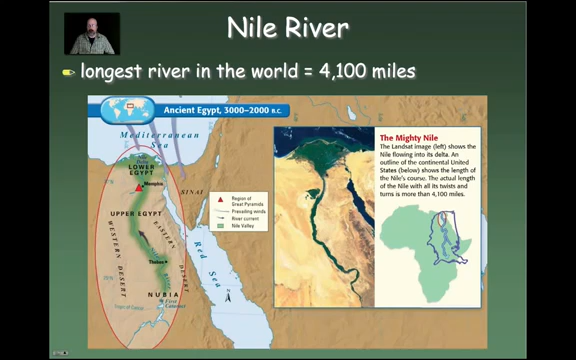 Nile River
longest river in the world = 4,100 miles
Ancient Egypt, 3000–2000 B.C.
Mediterranean
Sea
LOWER
EGYPT
Memphis
SINAI
UPPER EGYPT
WESTERN DESERT
EASTERN
DESERT
Thebes
NUBIA
First
Cataract
Red Sea
N
Region of
Great Pyramids
Prevailing winds
River current
Nile Valley
The Mighty Nile
The Landsat image (left) shows the
Nile flowing into its delta. An
outline of the continental United
States (below) shows the length
of the Nile's course. The actual length
of the Nile with all its twists and
turns is more than 4,100 miles.